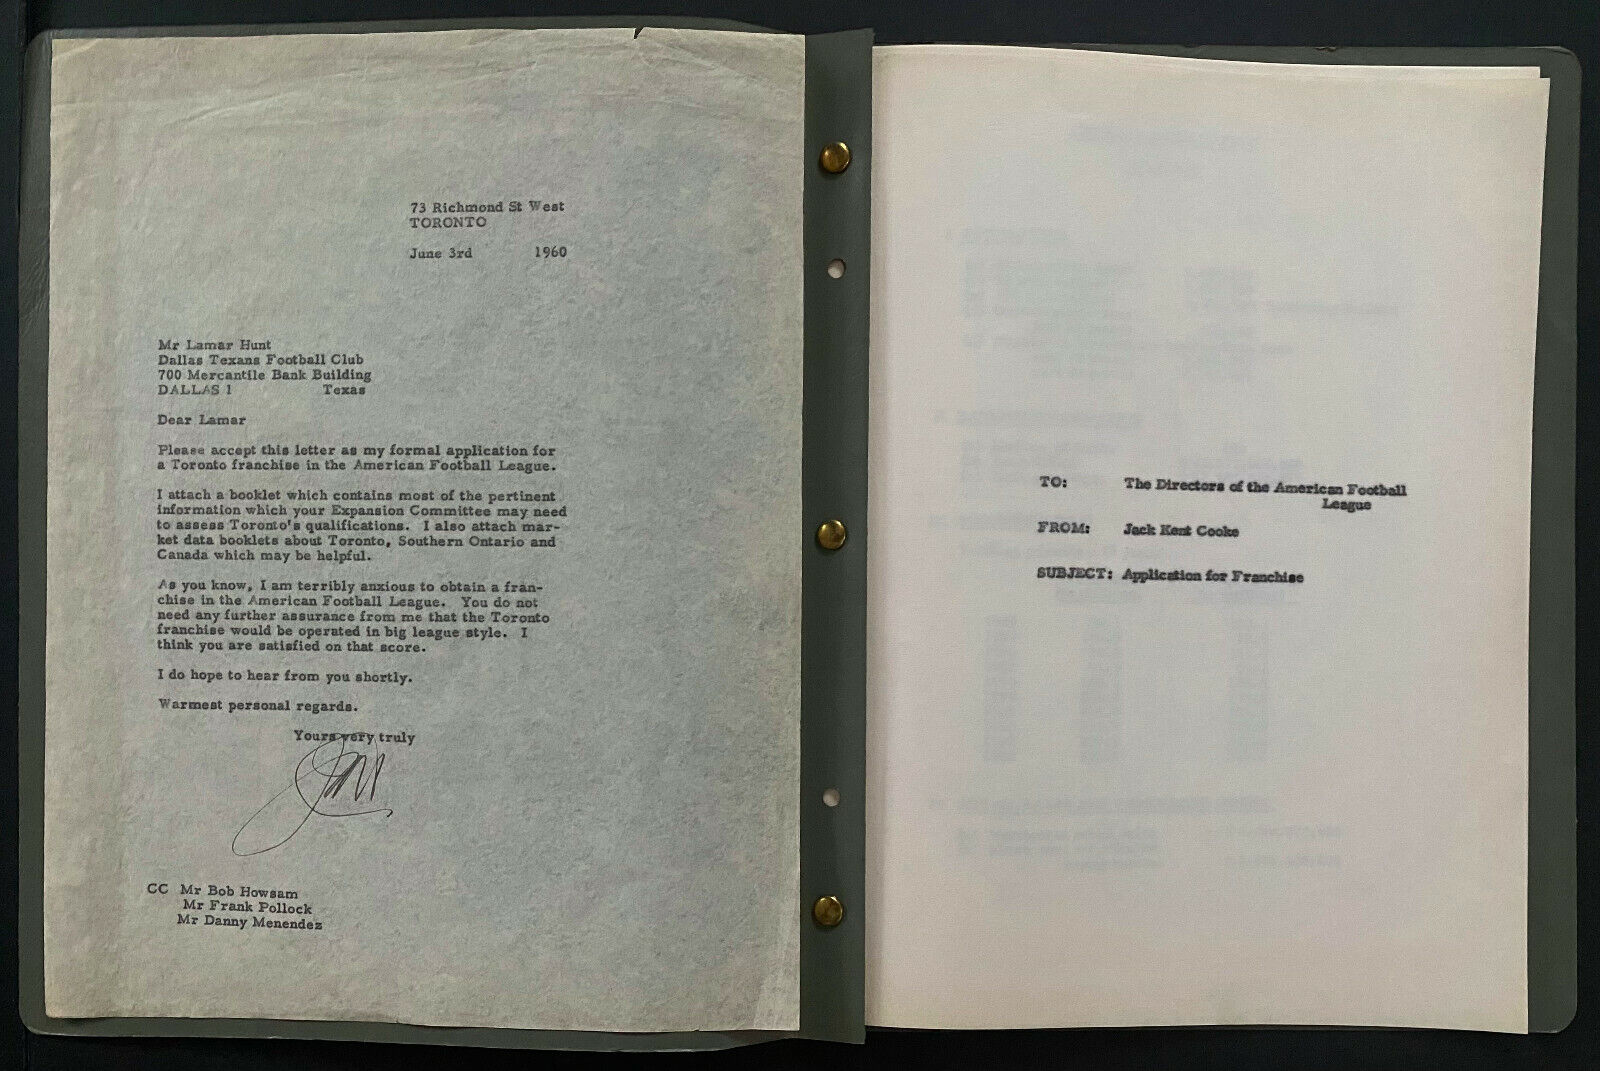 73 Richmond St West
TORONTO
June 3rd 1960
Mr Lamar Hunt
Dallas Texans Football Club
700 Mercantile Bank Building
DALLAS 1 Texas
Dear Lamar
Please accept this letter as my formal application for
a Toronto franchise in the American Football League.
I attach a booklet which contains most of the pertinent
information which your Expansion Committee may need
to assess Toronto's qualifications. I also attach mar-
ket data booklets about Toronto, Southern Ontario and
Canada which may be helpful.
As you know, I am terribly anxious to obtain a fran-
chise in the American Football League. You do not
need any further assurance from me that the Toronto
franchise would be operated in big league style. I
think you are satisfied on that score.
I do hope to hear from you shortly.
Warmest personal regards.
Yours very truly
CC Mr Bob Howsam
Mr Frank Pollock
Mr Danny Menendez
TO: The Directors of the American Football
League
FROM: Jack Kent Cooke
SUBJECT: Application for Franchise